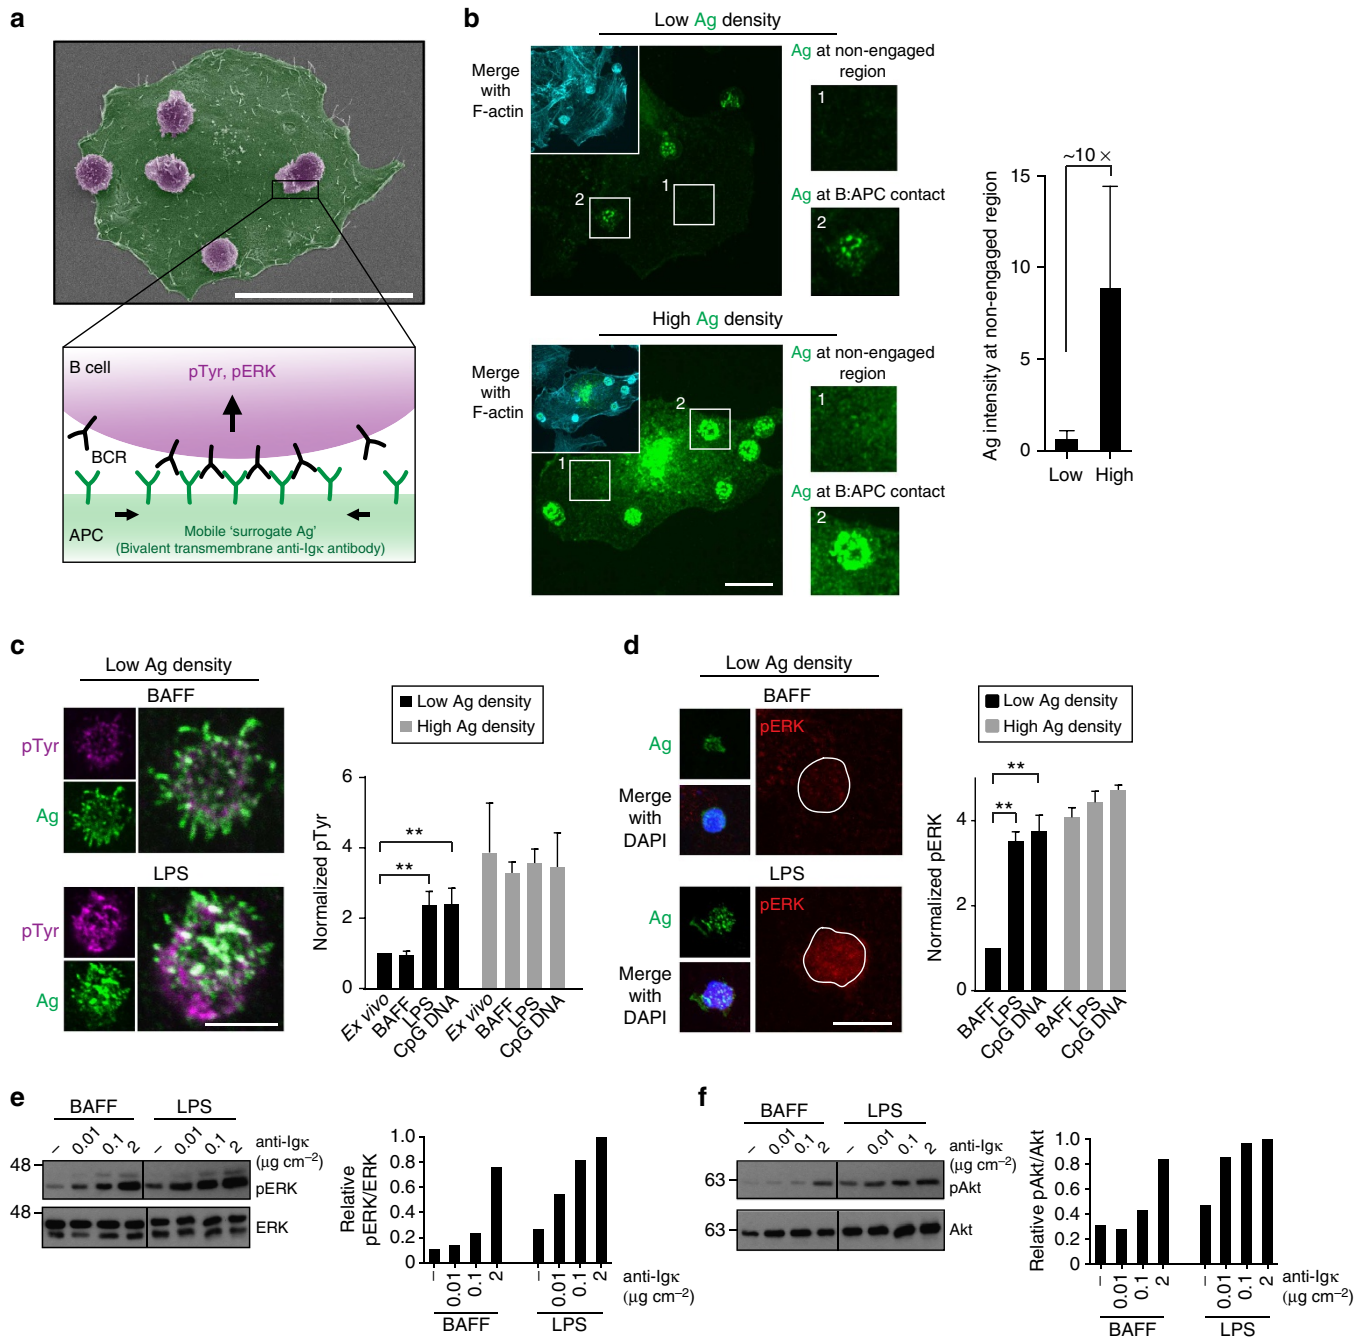 a
B cell
pTyr, pERK
BCR
APC
Mobile ‘surrogate Ag’
(Bivalent transmembrane anti-Igκ antibody)
b
Low Ag density
Merge
with
F-actin
1
2
Ag at non-engaged
region
1
Ag at B:APC contact
2
High Ag density
Merge
with
F-actin
2
1
Ag at non-engaged
region
1
Ag at B:APC contact
2
Ag intensity at non-engaged region
~10 ×
15
10
5
0
Low High
c
Low Ag density
BAFF
pTyr
Ag
LPS
pTyr
Ag
Low Ag density
High Ag density
Normalized pTyr
6
4
2
0
**
**
Ex vivo
BAFF
LPS
CpG DNA
Ex vivo
BAFF
LPS
CpG DNA
d
Low Ag density
BAFF
Ag
pERK
Merge
with
DAPI
LPS
Ag
pERK
Merge
with
DAPI
Low Ag density
High Ag density
Normalized pERK
4
2
0
**
**
BAFF
LPS
CpG DNA
BAFF
LPS
CpG DNA
e
BAFF LPS
– 0.01 0.1 2 – 0.01 0.1 2
anti-Igκ
(μg cm–2)
48
pERK
48
ERK
Relative
pERK/ERK
1.0
0.8
0.6
0.4
0.2
0
– 0.01 0.1 2 – 0.01 0.1 2
anti-Igκ
(μg cm–2)
BAFF LPS
f
BAFF LPS
– 0.01 0.1 2 – 0.01 0.1 2
anti-Igκ
(μg cm–2)
63
pAkt
63
Akt
Relative pAkt/Akt
1.0
0.8
0.6
0.4
0.2
0
– 0.01 0.1 2 – 0.01 0.1 2
anti-Igκ
(μg cm–2)
BAFF LPS